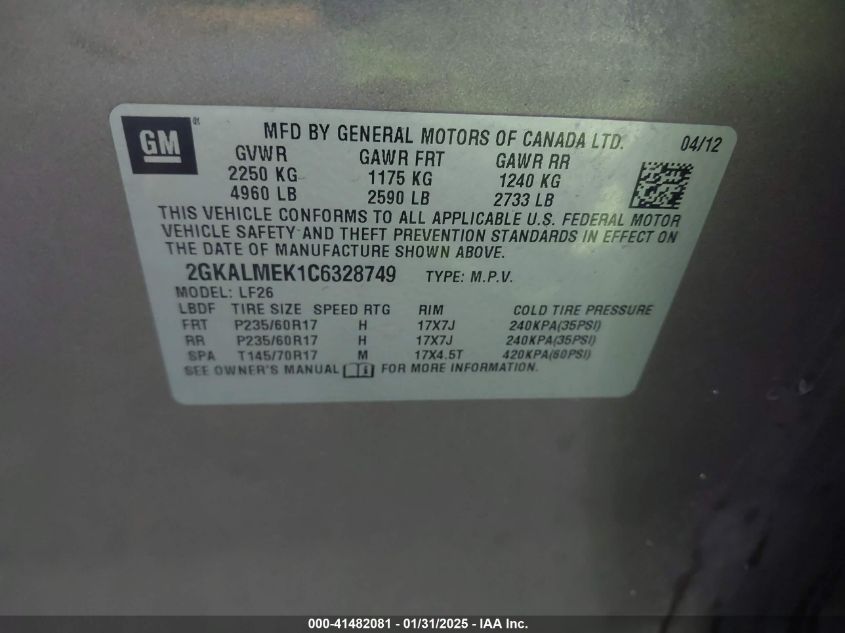 GM
MFD BY GENERAL MOTORS OF CANADA LTD. 04/12
GVWR GAWR FRT GAWR RR
2250 KG 1175 KG 1240 KG
4960 LB 2590 LB 2733 LB
THIS VEHICLE CONFORMS TO ALL APPLICABLE U.S. FEDERAL MOTOR
VEHICLE SAFETY AND THEFT PREVENTION STANDARDS IN EFFECT ON
THE DATE OF MANUFACTURE SHOWN ABOVE.
2GKALMEK1C6328749 TYPE: M.P.V.
MODEL: LF26
LBDF TIRE SIZE SPEED RTG RIM COLD TIRE PRESSURE
FRT P235/60R17 H 17X7J 240KPA(35PSI)
RR P235/60R17 H 17X7J 240KPA(35PSI)
SPA T145/70R17 M 17X4.5T 420KPA(60PSI)
SEE OWNER'S MANUAL FOR MORE INFORMATION.
000-41482081 - 01/31/2025 - IAA Inc.